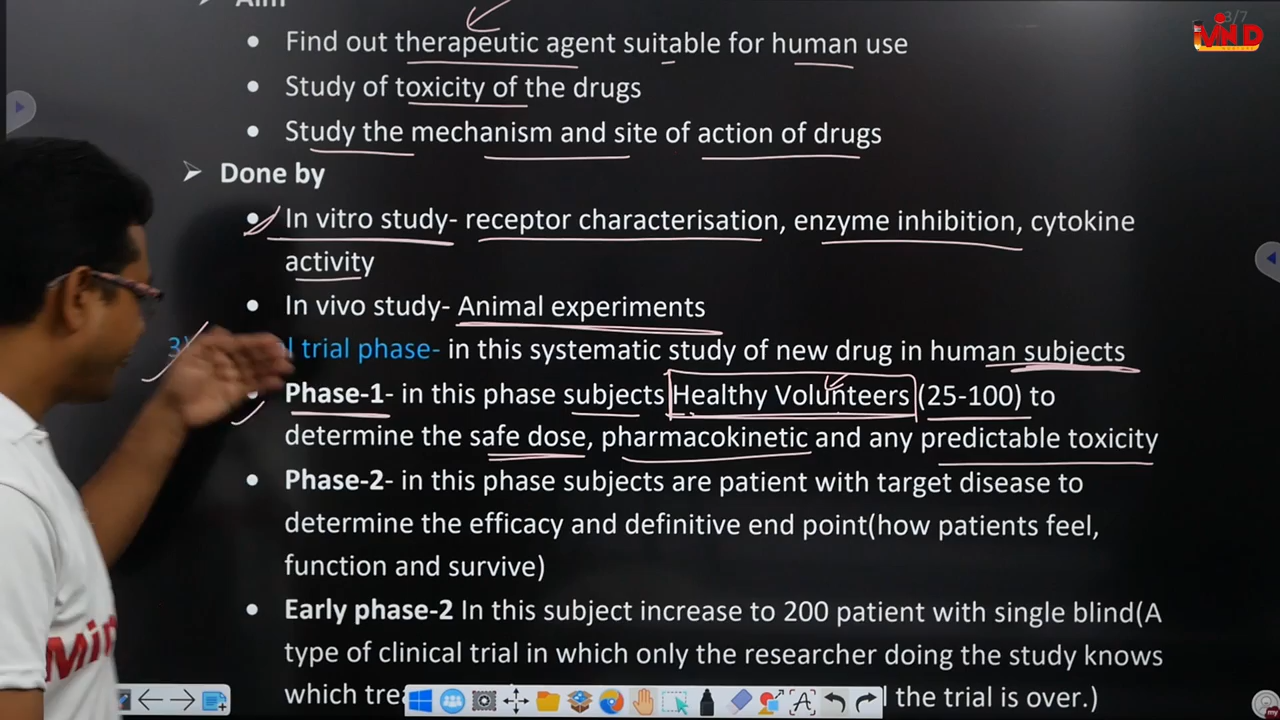 Aim
3/7
MIND
Find out therapeutic agent suitable for human use
Study of toxicity of the drugs
Study the mechanism and site of action of drugs
Done by
In vitro study- receptor characterisation, enzyme inhibition, cytokine
activity
In vivo study- Animal experiments
3) l trial phase- in this systematic study of new drug in human subjects
Phase-1- in this phase subjects Healthy Volunteers (25-100) to
determine the safe dose, pharmacokinetic and any predictable toxicity
Phase-2- in this phase subjects are patient with target disease to
determine the efficacy and definitive end point(how patients feel,
function and survive)
Early phase-2 In this subject increase to 200 patient with single blind(A
type of clinical trial in which only the researcher doing the study knows
which trea l the trial is over.)
Min